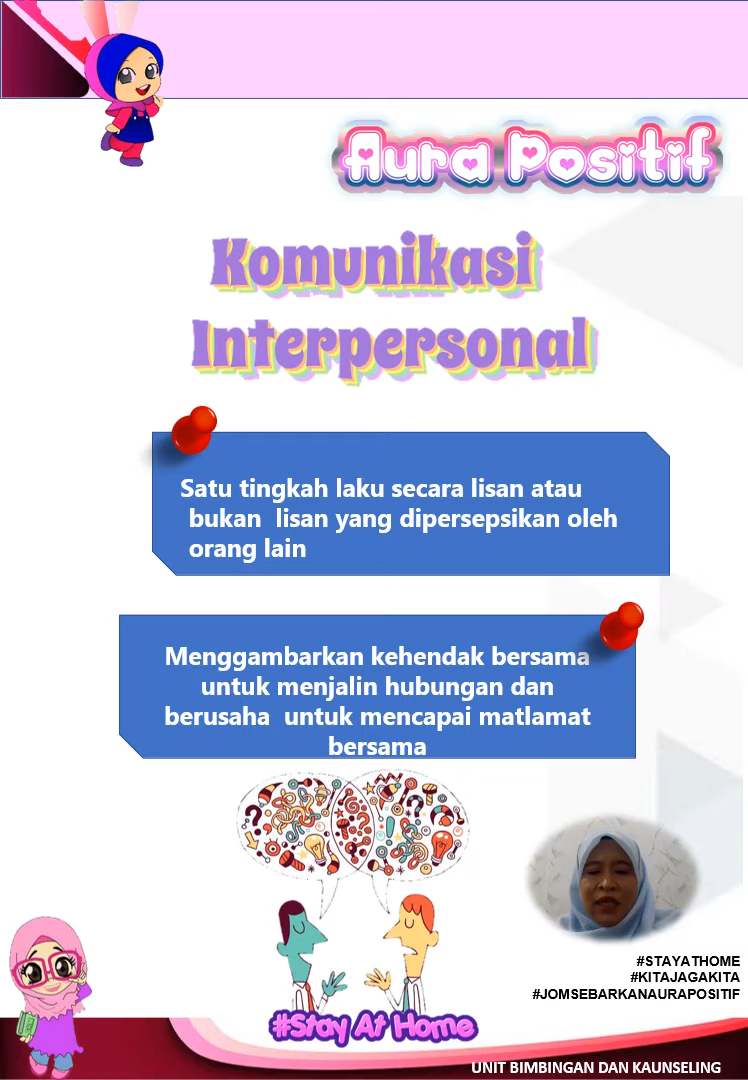 Aura Positif
Komunikasi
Interpersonal
Satu tingkah laku secara lisan atau
bukan lisan yang dipersepsikan oleh
orang lain
Menggambarkan kehendak bersama
untuk menjalin hubungan dan
berusaha untuk mencapai matlamat
bersama
#STAYATHOME
#KITAJAGAKITA
#JOMSEBARKANAURAPOSITIF
#Stay At Home
UNIT BIMBINGAN DAN KAUNSELING